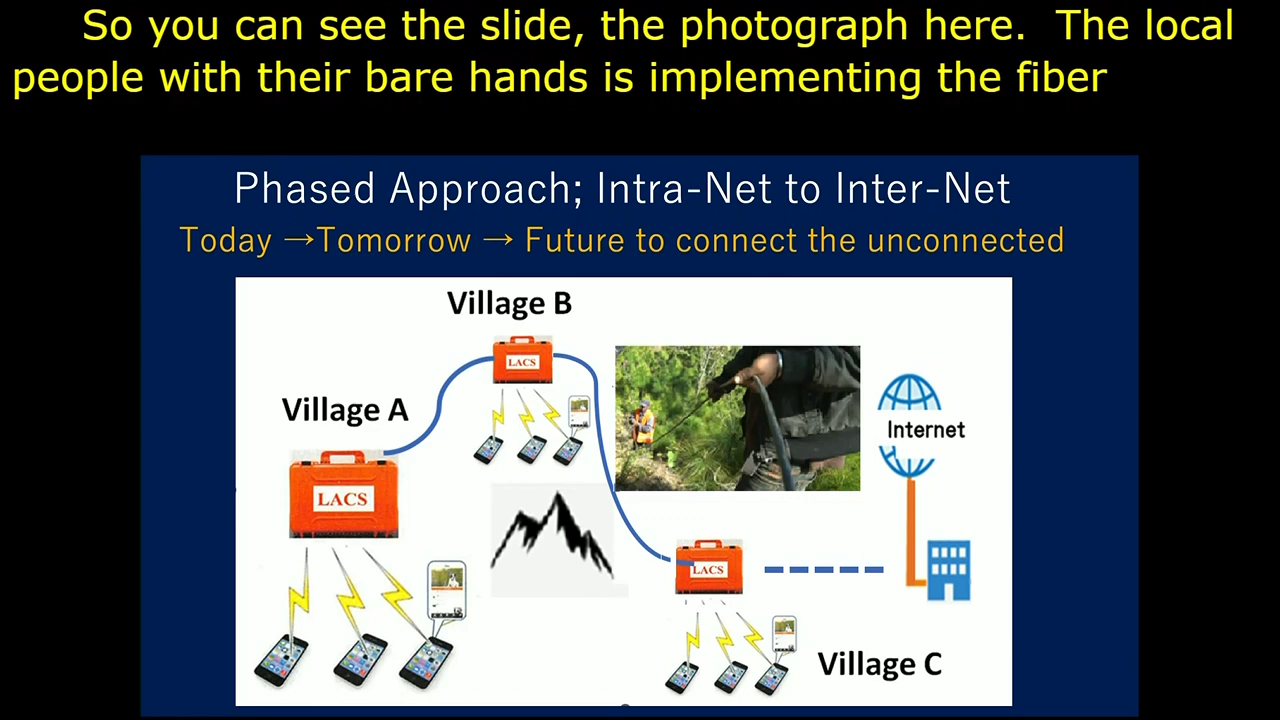 So you can see the slide, the photograph here.  The local
people with their bare hands is implementing the fiber
Phased Approach; Intra-Net to Inter-Net
Today →Tomorrow → Future to connect the unconnected
Village B
LACS
Village A
Internet
LACS
LACS
Village C